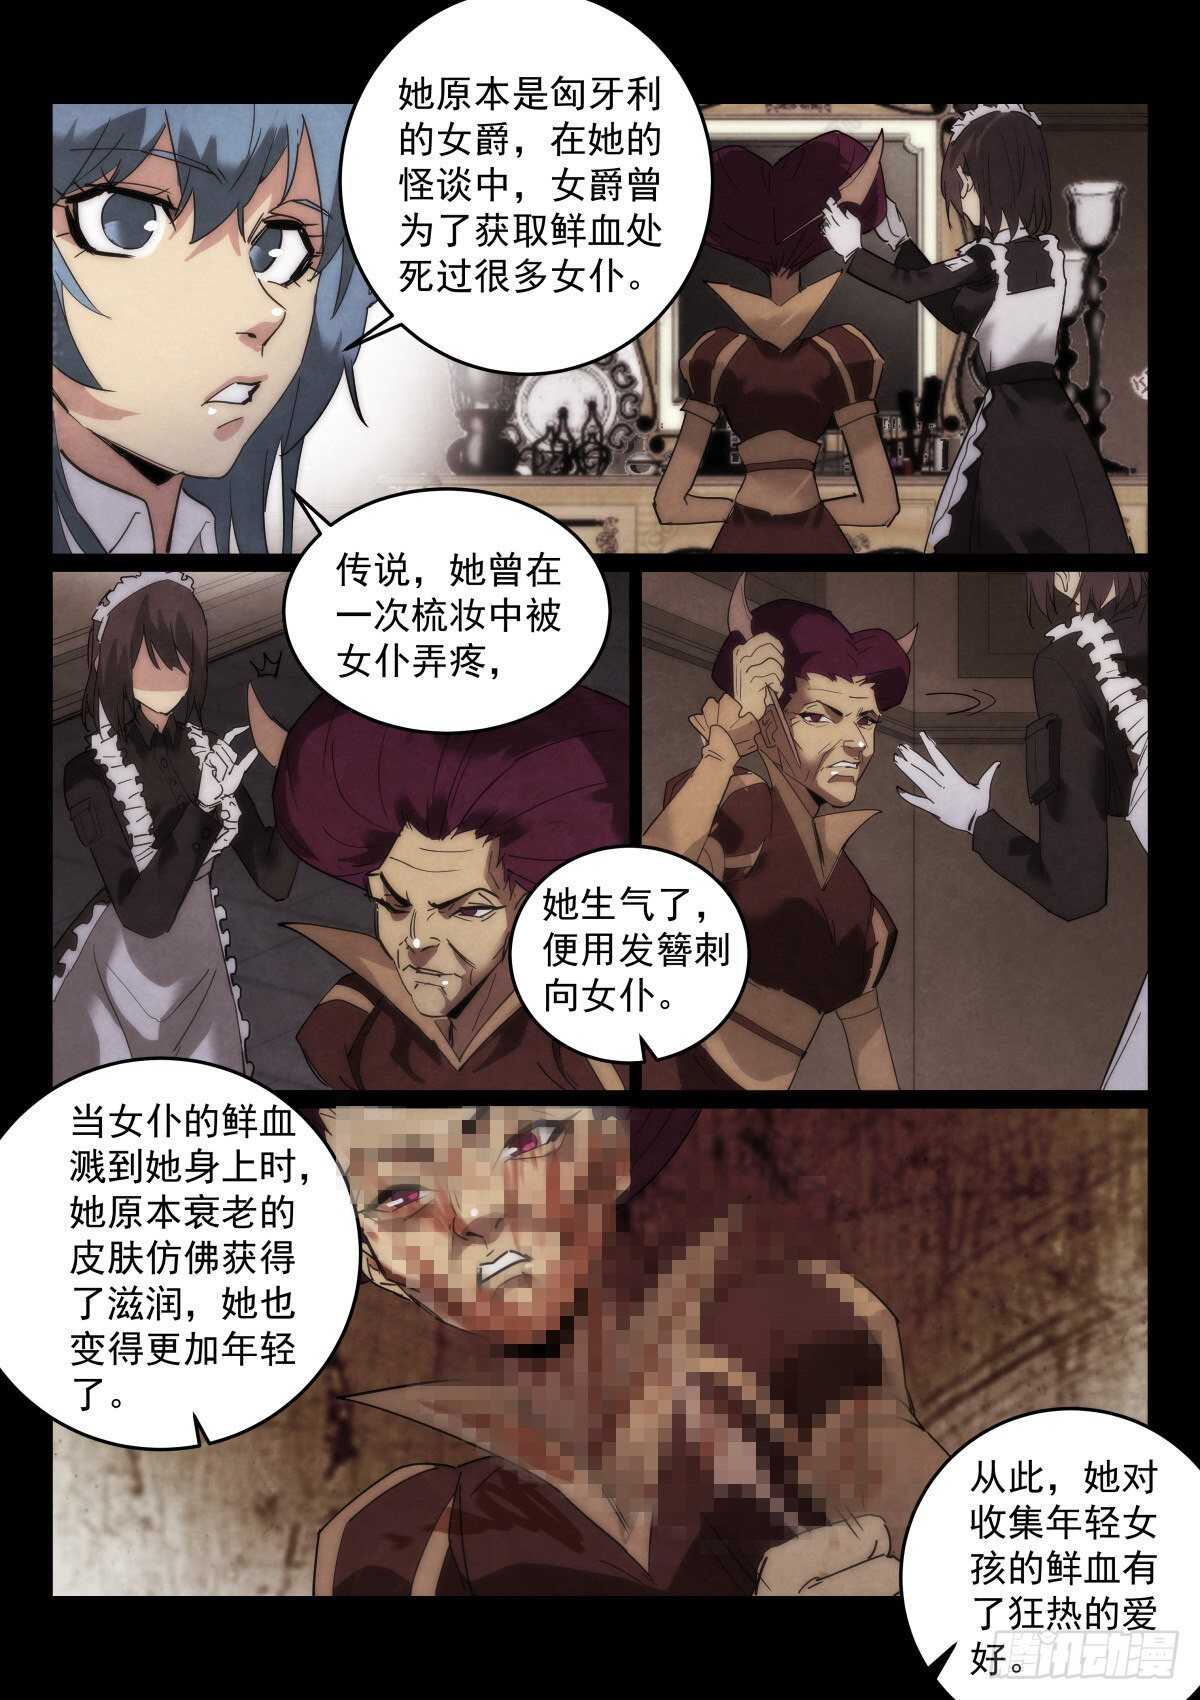 她原本是匈牙利
的女爵，在她的
怪谈中，女爵曾
为了获取鲜血处
死过很多女仆。
传说，她曾在
一次梳妆中被
女仆弄疼，
她生气了，
便用发簪刺
向女仆。
当女仆的鲜血
溅到她身上时，
她原本衰老的
皮肤仿佛获得
了滋润，她也
变得更加年轻
了。
从此，她对
收集年轻女
孩的鲜血有
了狂热的爱
好。
腾讯动漫